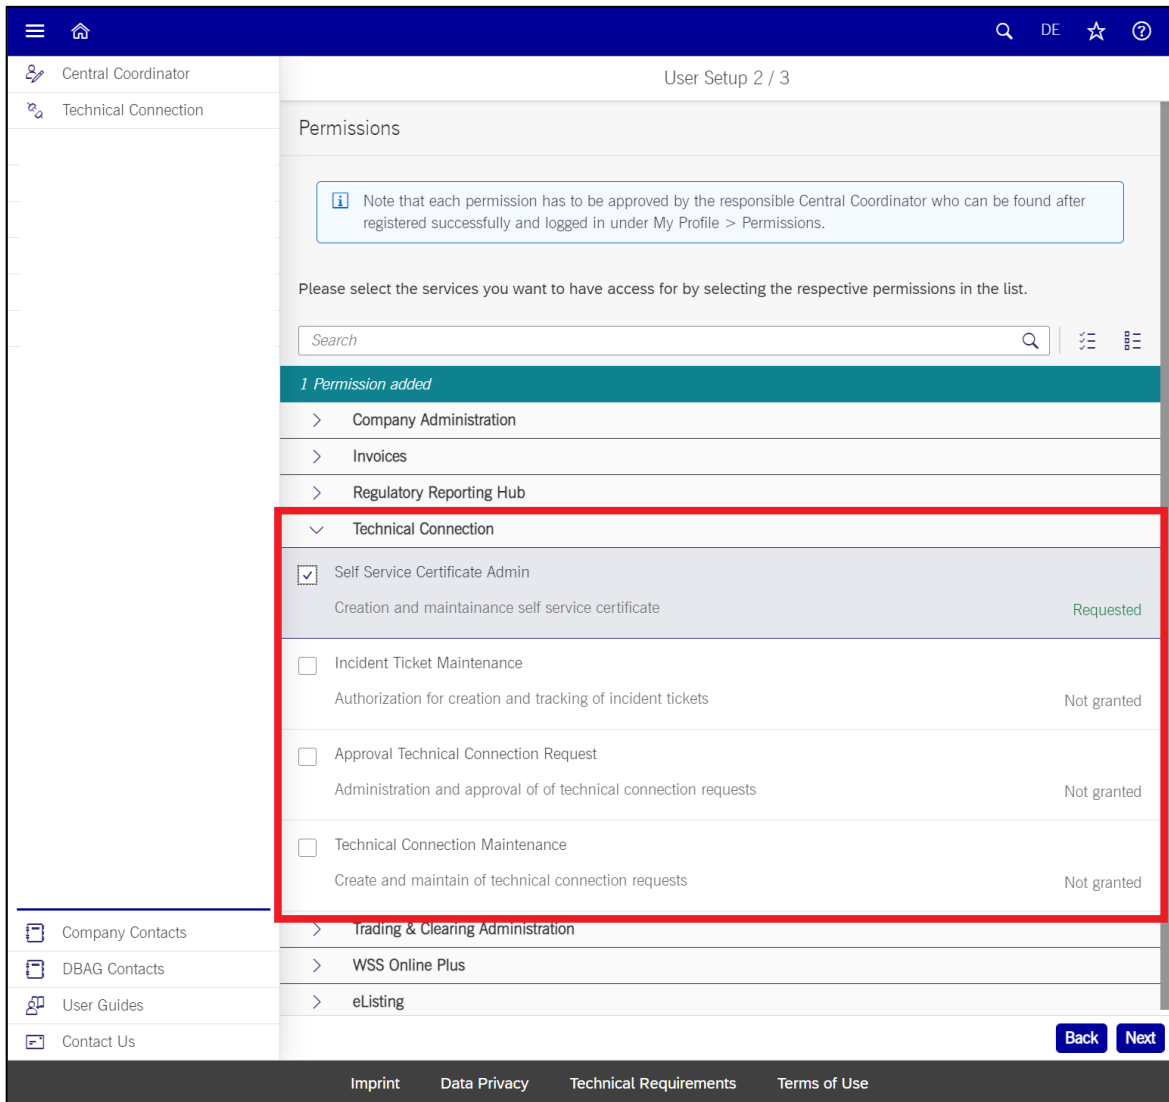 DE
Central Coordinator
Technical Connection
User Setup 2 / 3
Permissions
Note that each permission has to be approved by the responsible Central Coordinator who can be found after
registered successfully and logged in under My Profile > Permissions.
Please select the services you want to have access for by selecting the respective permissions in the list.
Search
1 Permission added
Company Administration
Invoices
Regulatory Reporting Hub
Technical Connection
Self Service Certificate Admin
Creation and maintainance self service certificate
Requested
Incident Ticket Maintenance
Authorization for creation and tracking of incident tickets
Not granted
Approval Technical Connection Request
Administration and approval of of technical connection requests
Not granted
Technical Connection Maintenance
Create and maintain of technical connection requests
Not granted
Trading & Clearing Administration
WSS Online Plus
eListing
Company Contacts
DBAG Contacts
User Guides
Contact Us
Back
Next
Imprint
Data Privacy
Technical Requirements
Terms of Use